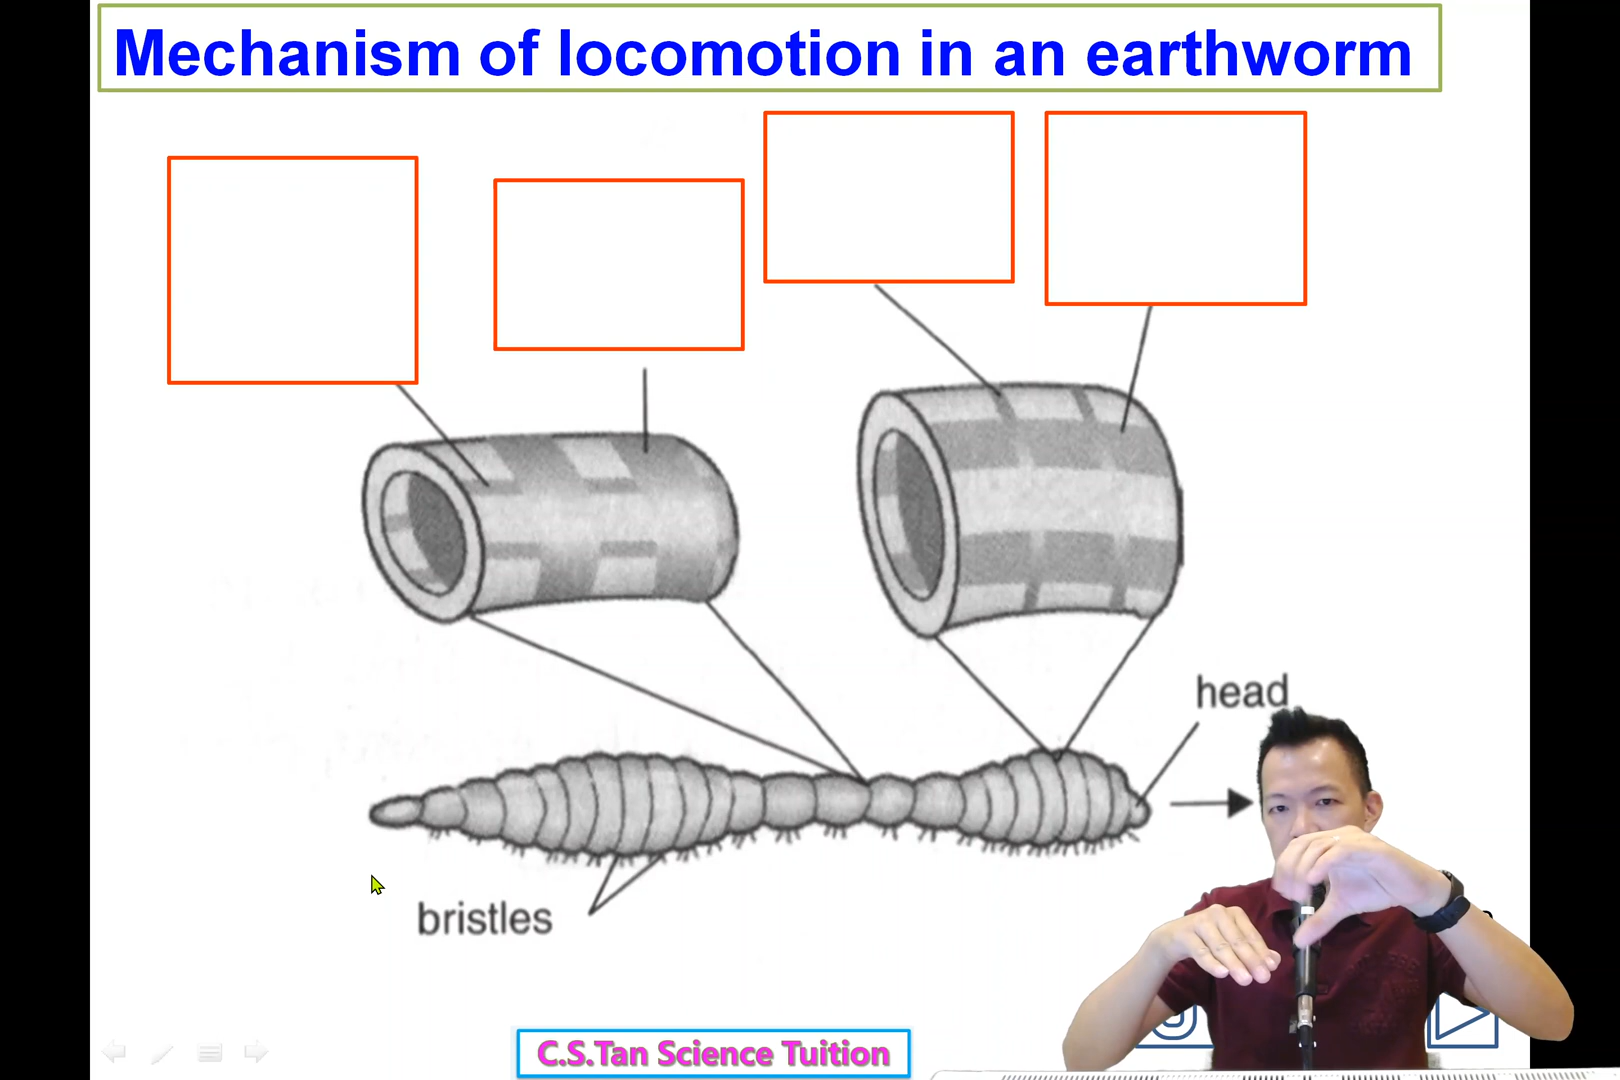 Mechanism of locomotion in an earthworm
head
bristles
C.S.Tan Science Tuition